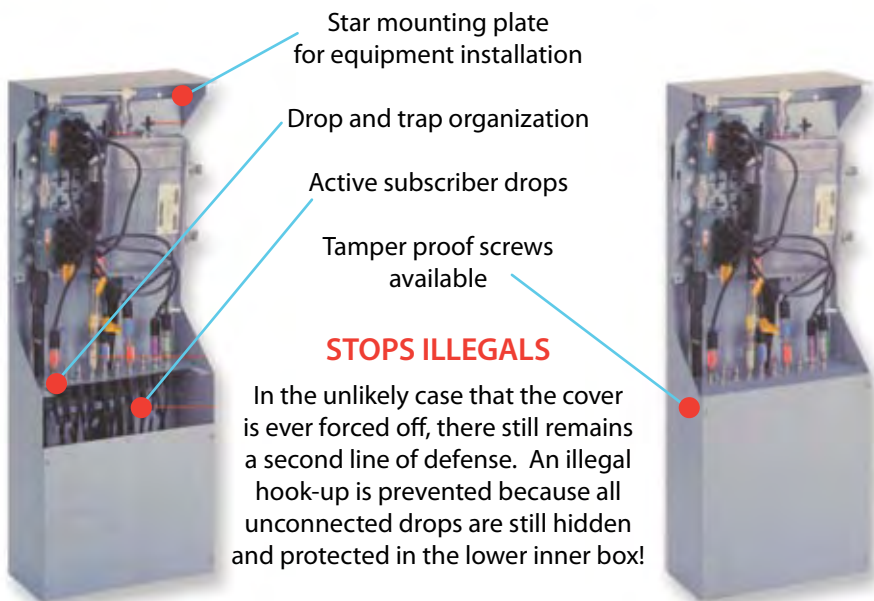 Star mounting plate
for equipment installation
Drop and trap organization
Active subscriber drops
Tamper proof screws
available
STOPS ILLEGALS
In the unlikely case that the cover
is ever forced off, there still remains
a second line of defense.  An illegal
hook-up is prevented because all
unconnected drops are still hidden
and protected in the lower inner box!